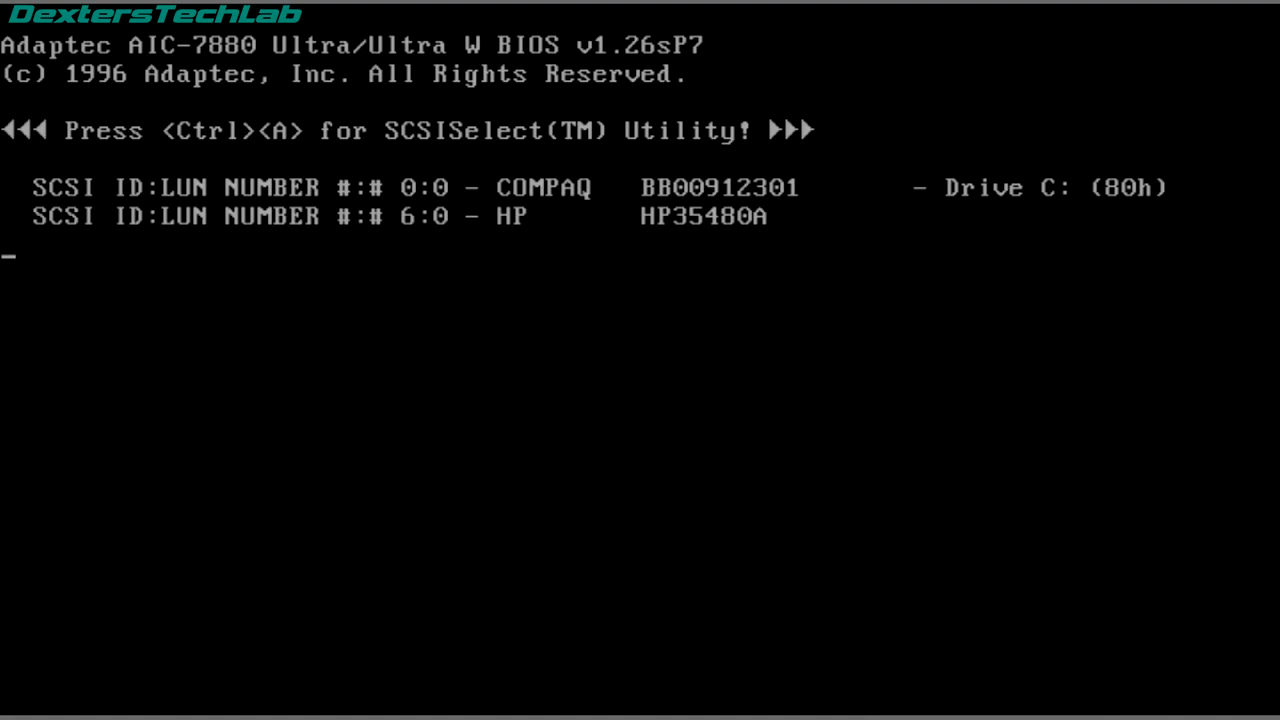 DextersTechLab
Adaptec AIC-7880 Ultra/Ultra W BIOS v1.26sP7
(c) 1996 Adaptec, Inc. All Rights Reserved.
◄◄◄ Press <Ctrl><A> for SCSISelect(TM) Utility! ►►►
SCSI ID:LUN NUMBER #:# 0:0 - COMPAQ BB00912301 - Drive C: (80h)
SCSI ID:LUN NUMBER #:# 6:0 - HP HP35480A
_